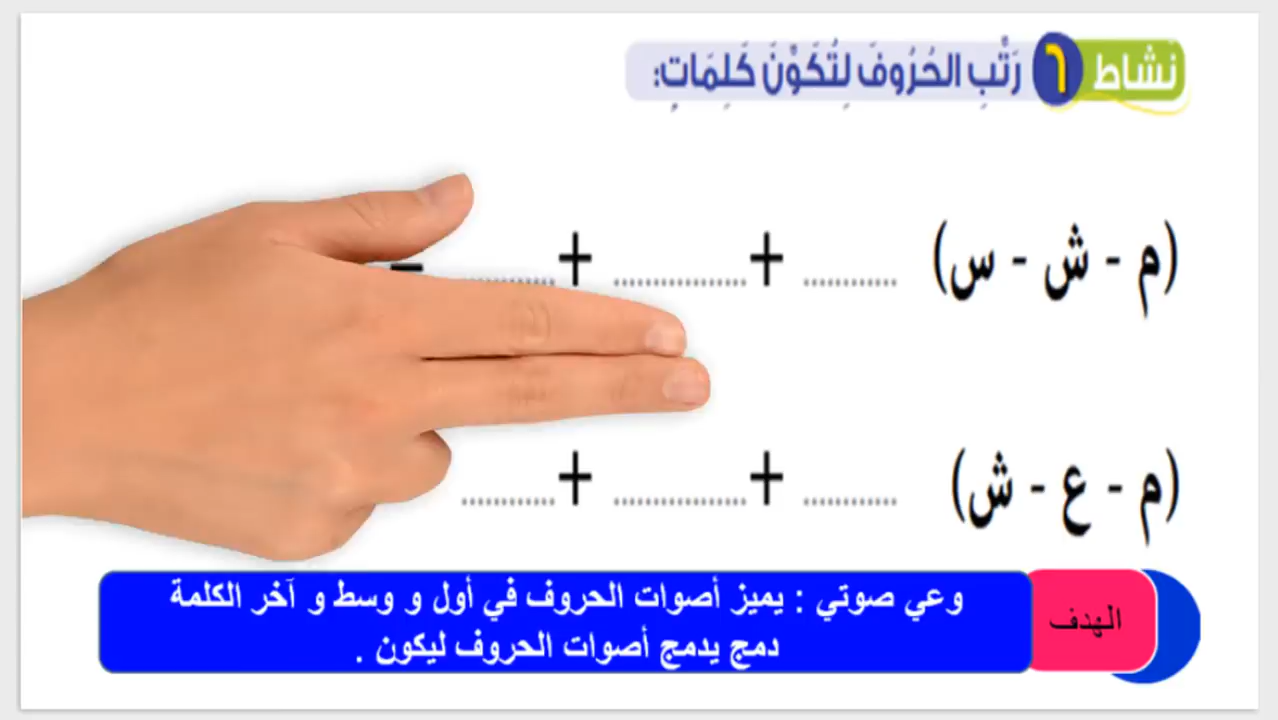 نَشاط ٦ رَتِّبِ الحُرُوفَ لِتُكَوِّنَ كَلِمَاتٍ:
(م - ش - س) ........... + ................ + ........... =
(م - ع - ش) ........... + ................ + ...........
الهدف
وعي صوتي : يميز أصوات الحروف في أول و وسط و آخر الكلمة
دمج يدمج أصوات الحروف ليكون .